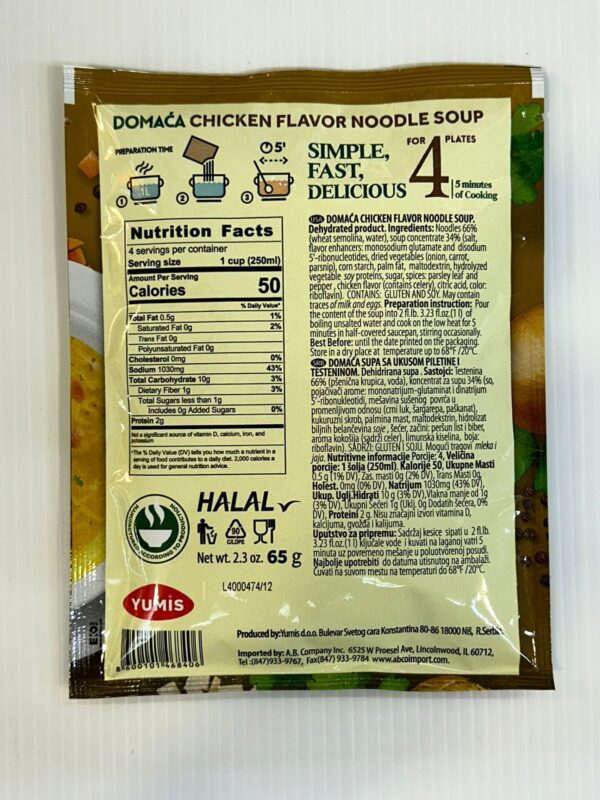 DOMAĆA CHICKEN FLAVOR NOODLE SOUP
PREPARATION TIME
5'
1
2
3
SIMPLE,
FAST,
DELICIOUS
FOR 4 PLATES
5 minutes
of Cooking
Nutrition Facts
4 servings per container
Serving size 1 cup (250ml)
Amount Per Serving
Calories 50
% Daily Value*
Total Fat 0.5g 1%
Saturated Fat 0g 2%
Trans Fat 0g
Polyunsaturated Fat 0g
Cholesterol 0mg 0%
Sodium 1030mg 43%
Total Carbohydrate 10g 3%
Dietary Fiber 1g 3%
Total Sugars less than 1g
Includes 0g Added Sugars 0%
Protein 2g
Not a significant source of vitamin D, calcium, iron, and
potassium
*The % Daily Value (DV) tells you how much a nutrient in a
serving of food contributes to a daily diet. 2,000 calories a
day is used for general nutrition advice.
USA DOMAĆA CHICKEN FLAVOR NOODLE SOUP.
Dehydrated product. Ingredients: Noodles 66%
(wheat semolina, water), soup concentrate 34% (salt,
flavor enhancers: monosodium glutamate and disodium
5'-ribonucleotides, dried vegetables (onion, carrot,
parsnip), corn starch, palm fat, maltodextrin, hydrolyzed
vegetable soy proteins, sugar, spices: parsley leaf and
pepper, chicken flavor (contains celery), citric acid, color:
riboflavin). CONTAINS: GLUTEN AND SOY. May contain
traces of milk and eggs. Preparation instruction: Pour
the content of the soup into 2 fl.lb. 3.23 fl.oz.(1 l) of
boiling unsalted water and cook on the low heat for 5
minutes in half-covered saucepan, stirring occasionally.
Best Before: until the date printed on the packaging.
Store in a dry place at temperature up to 68°F /20°C.
SRB DOMAĆA SUPA SA UKUSOM PILETINE I
TESTENINOM. Dehidrirana supa. Sastojci: Testenina
66% (pšenična krupica, voda), koncentrat za supu 34% (so,
pojačivači arome: mononatrijum-glutaminat i dinatrijum
5'-ribonukleotidi, mešavina sušenog povrća u
promenljivom odnosu (crni luk, šargarepa, paškanat),
kukuruzni skrob, palmina mast, maltodekstrin, hidrolizat
biljnih belančevina soje, šećer, začini: peršun list i biber,
aroma kokošija (sadrži celer), limunska kiselina, boja:
riboflavin). SADRŽI: GLUTEN I SOJU. Mogući tragovi mleka i
jaja. Nutritivne informacije Porcije: 4, Veličina
porcije: 1 šolja (250ml). Kalorije 50, Ukupne Masti
0.5 g (1% DV), Zas. masti 0g (2% DV), Trans Masti 0g,
Holest. 0mg (0% DV), Natrijum 1030mg (43% DV),
Ukup. Uglj.Hidrati 10 g (3% DV),Vlakna manje od 1g
(3% DV),Ukupni Šećeri 1g (Uklj. 0g Dodatih Šećera, 0%
DV), Proteini 2 g. Nisu značajni izvori vitamina D,
kalcijuma, gvožđa i kalijuma.
Uputstvo za pripremu: Sadržaj kesice sipati u 2 fl.lb.
3.23 fl.oz.(1 l) ključale vode i kuvati na laganoj vatri 5
minuta uz povremeno mešanje u poluotvorenoj posudi.
Najbolje upotrebiti do datuma utisnutog na ambalaži.
Čuvati na suvom mestu na temperaturi do 68°F /20°C.
HALAL
90
C/LDPE
Net wt. 2.3 oz. 65 g
L4000474/12
YUMIS
8 600101 468406
Produced by:Yumis d.o.o. Bulevar Svetog cara Konstantina 80-86 18000 Niš, R.Serbia
Imported by: A.B. Company Inc. 6525 W Proesel Ave, Lincolnwood, IL 60712,
Tel :(847)933-9767, Fax(847) 933-9784 www.abcoimport.com.